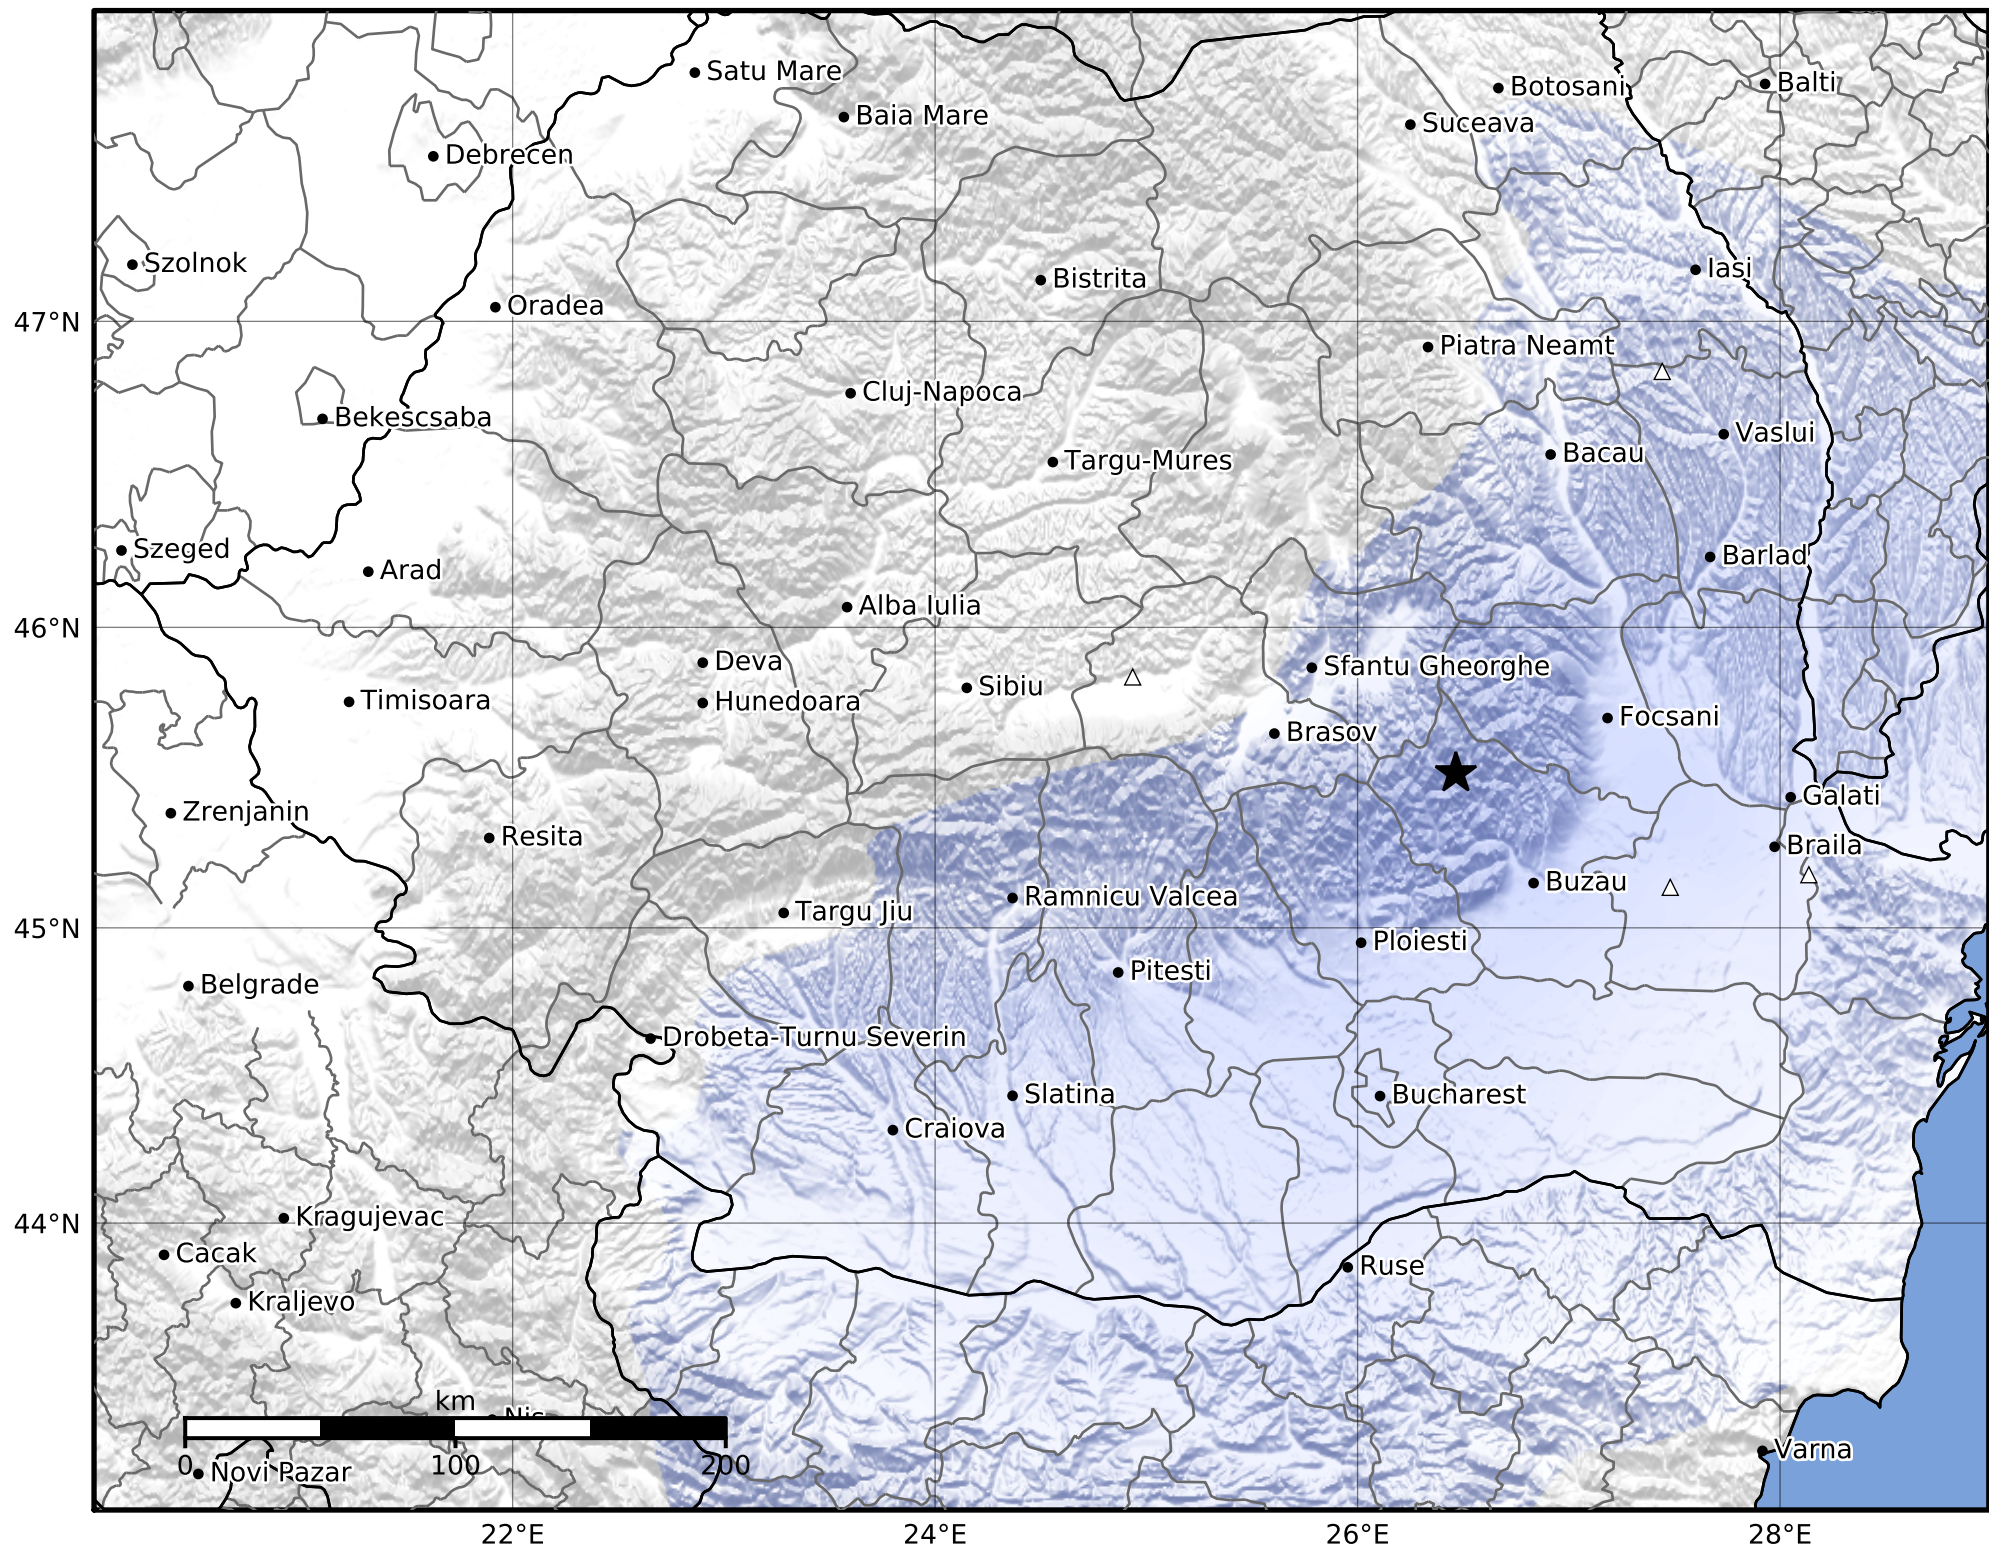 Satu Mare
Botosani
Balti
Baia Mare
Suceava
Debrecen
Szolnok
Iasi
Bistrita
Oradea
47°N
Piatra Neamt
Cluj-Napoca
Bekescsaba
Vaslui
Bacau
Targu-Mures
Szeged
Barlad
Arad
Alba Iulia
46°N
Deva
Sfantu Gheorghe
Sibiu
Timisoara
Hunedoara
Focsani
Brasov
Galati
Zrenjanin
Resita
Braila
Buzau
Ramnicu Valcea
Targu Jiu
45°N
Ploiesti
Pitesti
Belgrade
Drobeta-Turnu Severin
Slatina
Bucharest
Craiova
Kragujevac
44°N
Cacak
Ruse
Kraljevo
km
Nis
Varna
0 100 200
Novi Pazar
22°E 24°E 26°E 28°E